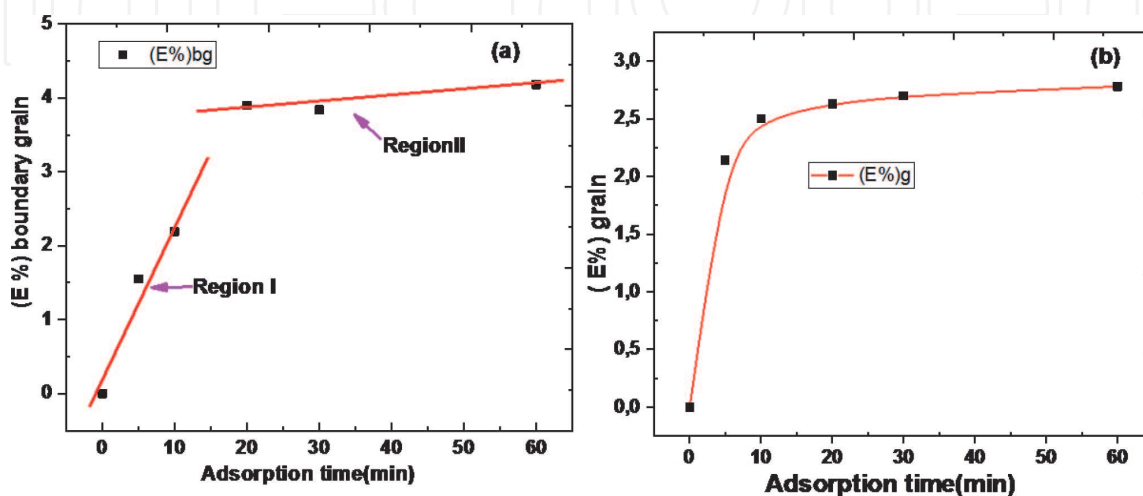 (a)
(E%)bg
RegionII
Region I
(E %) boundary grain
5
4
3
2
1
0
0 10 20 30 40 50 60
Adsorption time(min)
(b)
(E%)g
( E%) grain
3,0
2,5
2,0
1,5
1,0
0,5
0,0
0 10 20 30 40 50 60
Adsorption time(min)